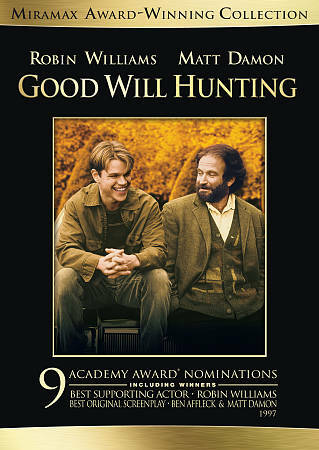 MIRAMAX AWARD-WINNING COLLECTION
ROBIN WILLIAMS MATT DAMON
GOOD WILL HUNTING
9 ACADEMY AWARD® NOMINATIONS
INCLUDING WINNERS
BEST SUPPORTING ACTOR · ROBIN WILLIAMS
BEST ORIGINAL SCREENPLAY · BEN AFFLECK & MATT DAMON
1997